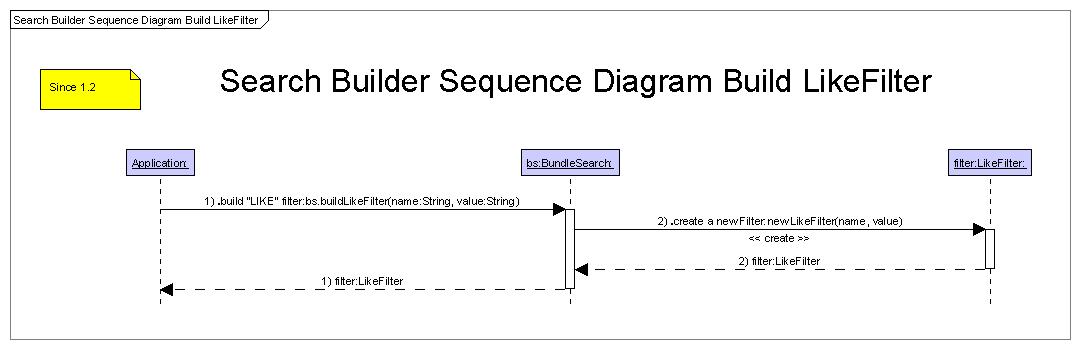 Search Builder Sequence Diagram Build LikeFilter
Since 1.2
Search Builder Sequence Diagram Build LikeFilter
Application:
bs:BundleSearch:
filter:LikeFilter:
1) .build "LIKE" filter:bs.buildLikeFilter(name:String, value:String)
2) .create a newFilter:newLikeFilter(name, value)
<< create >>
2) filter:LikeFilter
1) filter:LikeFilter